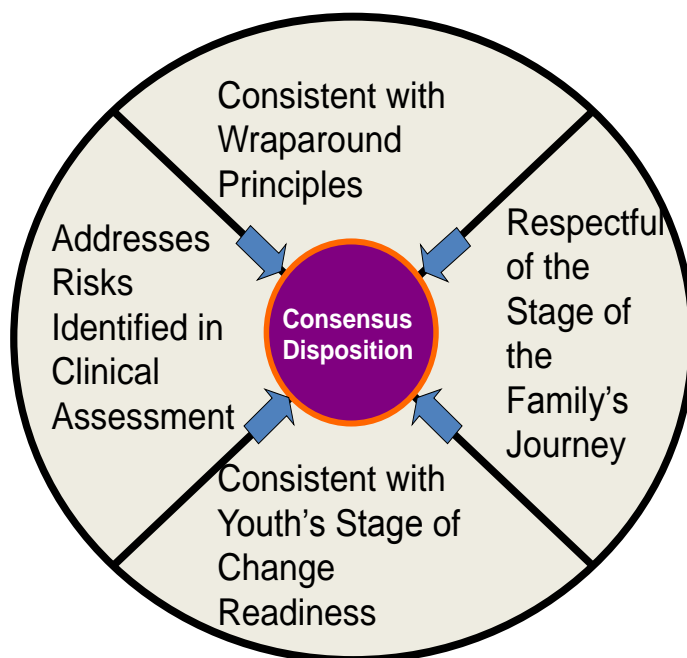 Consistent with
Wraparound
Principles
Addresses
Risks
Identified in
Clinical
Assessment
Respectful
of the
Stage of
the
Family’s
Journey
Consensus
Disposition
Consistent with
Youth’s Stage of
Change
Readiness